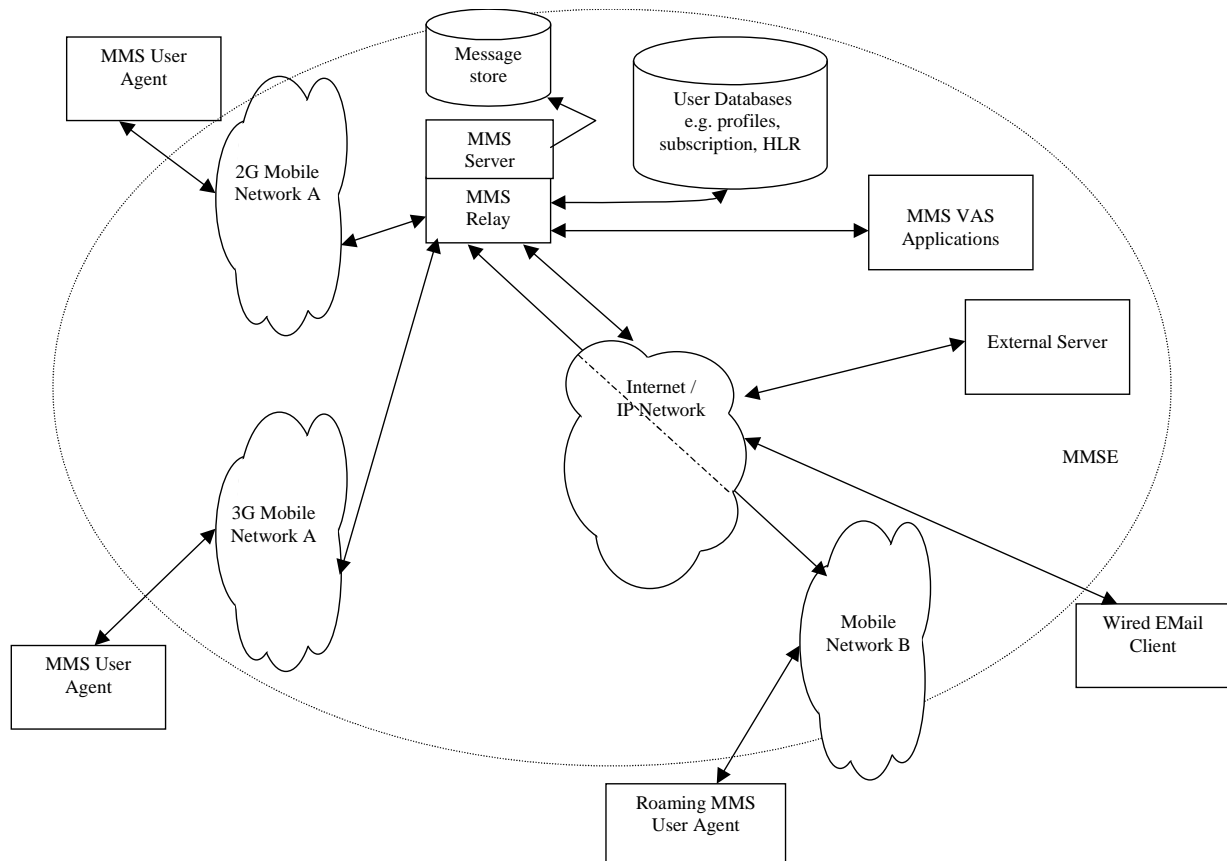 MMS User
Agent
Message
store
User Databases
e.g. profiles,
subscription, HLR
2G Mobile
Network A
MMS
Server
MMS
Relay
MMS VAS
Applications
External Server
Internet /
IP Network
MMSE
3G Mobile
Network A
MMS User
Agent
Mobile
Network B
Wired EMail
Client
Roaming MMS
User Agent